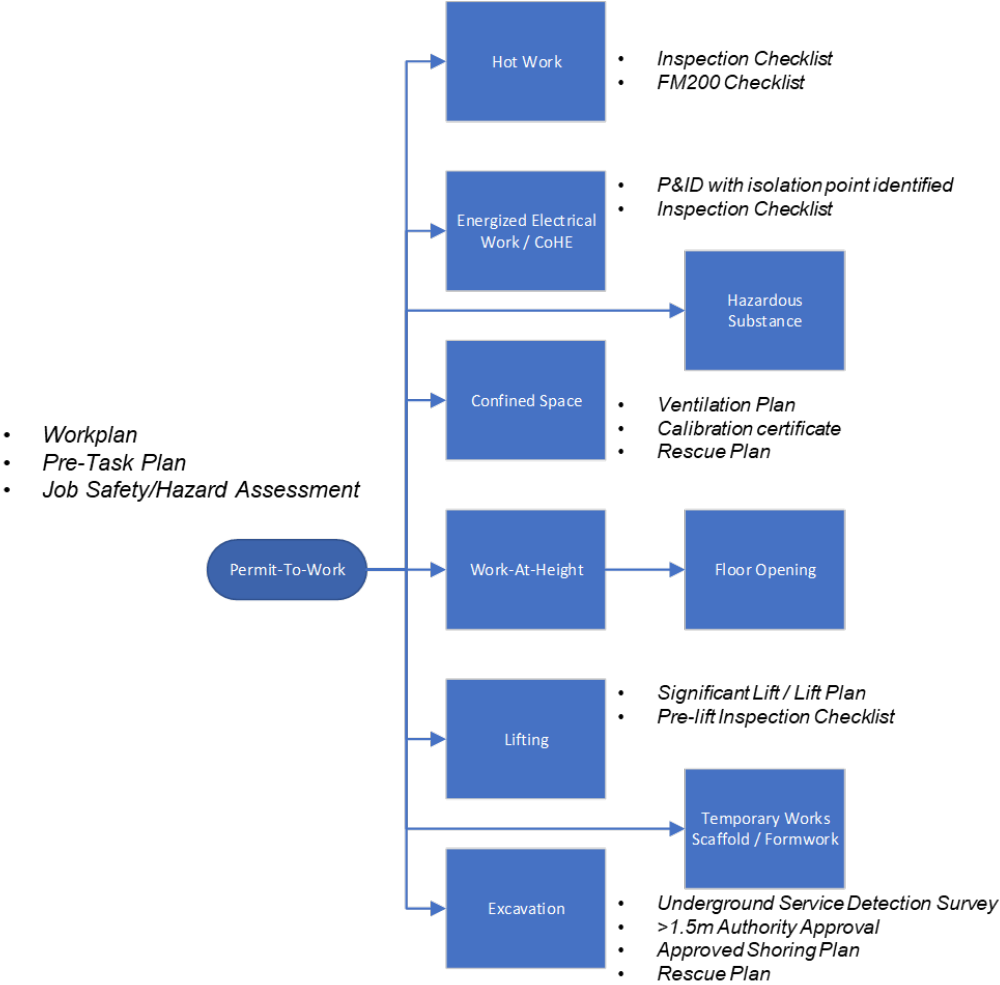 Hot Work
Inspection Checklist
FM200 Checklist
Energized Electrical
Work / CoHE
P&ID with isolation point identified
Inspection Checklist
Hazardous
Substance
Confined Space
Ventilation Plan
Calibration certificate
Rescue Plan
Workplan
Pre-Task Plan
Job Safety/Hazard Assessment
Permit-To-Work
Work-At-Height
Floor Opening
Lifting
Significant Lift / Lift Plan
Pre-lift Inspection Checklist
Temporary Works
Scaffold / Formwork
Excavation
Underground Service Detection Survey
>1.5m Authority Approval
Approved Shoring Plan
Rescue Plan